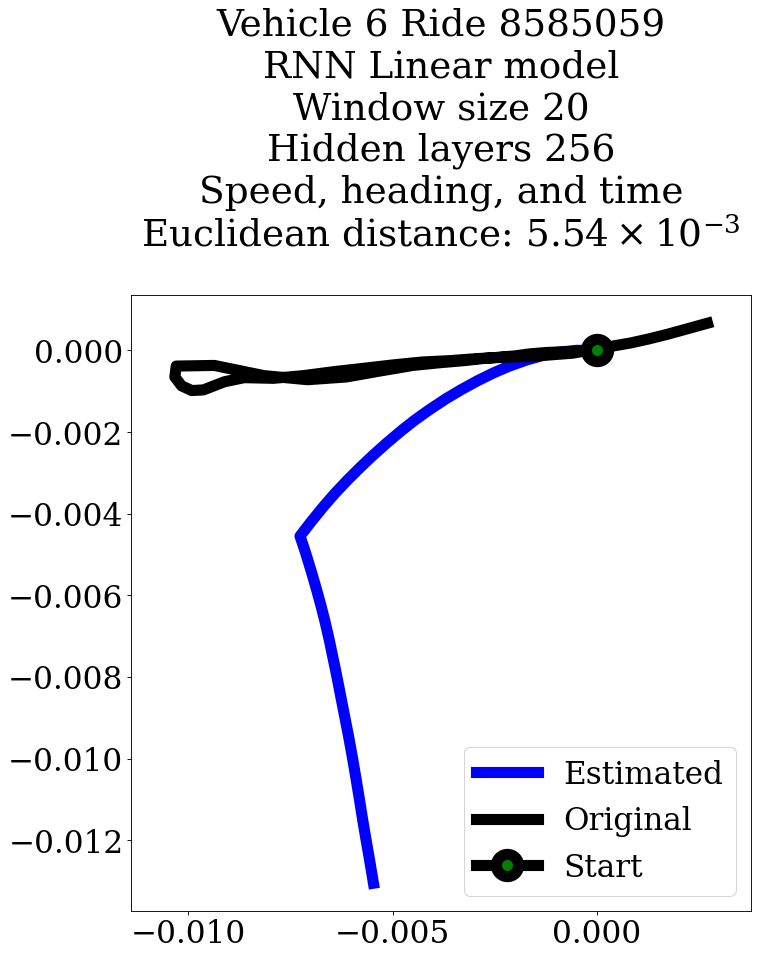 Vehicle 6 Ride 8585059
RNN Linear model
Window size 20
Hidden layers 256
Speed, heading, and time
Euclidean distance: 5.54 × 10⁻³
0.000
−0.002
−0.004
−0.006
−0.008
−0.010
−0.012
Estimated
Original
Start
−0.010 −0.005 0.000